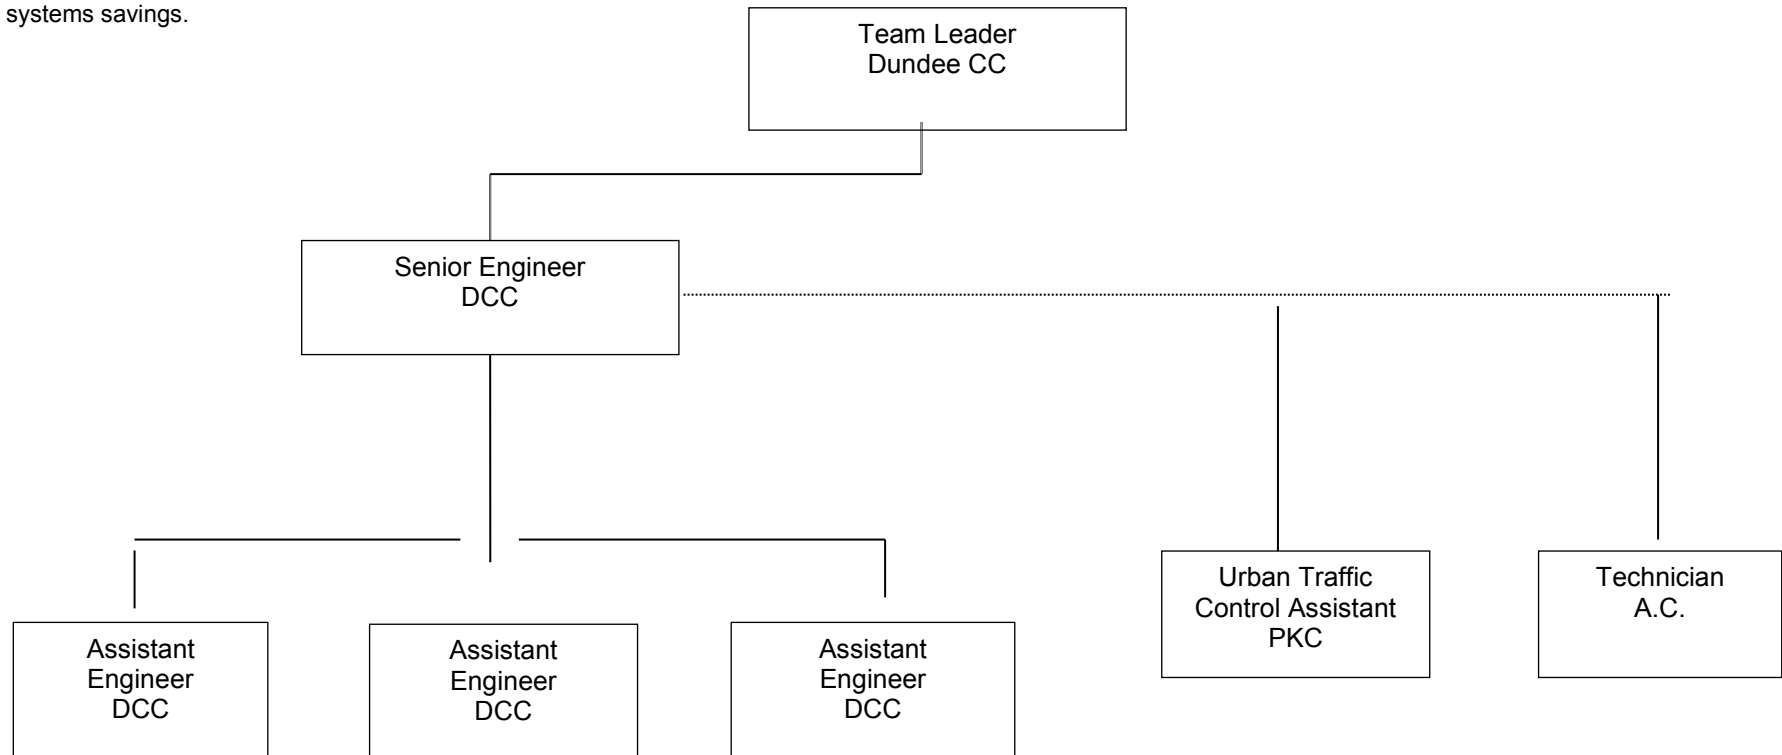 systems savings.
Team Leader
Dundee CC
Senior Engineer
DCC
Urban Traffic
Control Assistant
PKC
Technician
A.C.
Assistant
Engineer
DCC
Assistant
Engineer
DCC
Assistant
Engineer
DCC